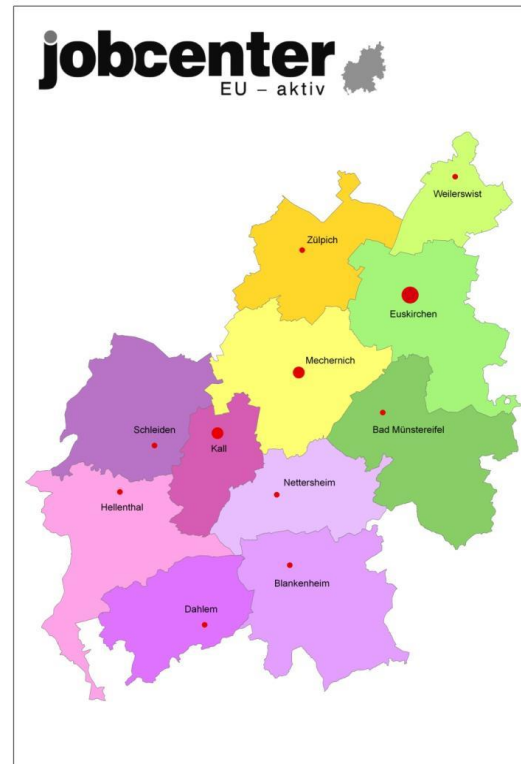 jobcenter
EU – aktiv
Weilerswist
Zülpich
Euskirchen
Mechernich
Schleiden
Kall
Bad Münstereifel
Nettersheim
Hellenthal
Blankenheim
Dahlem